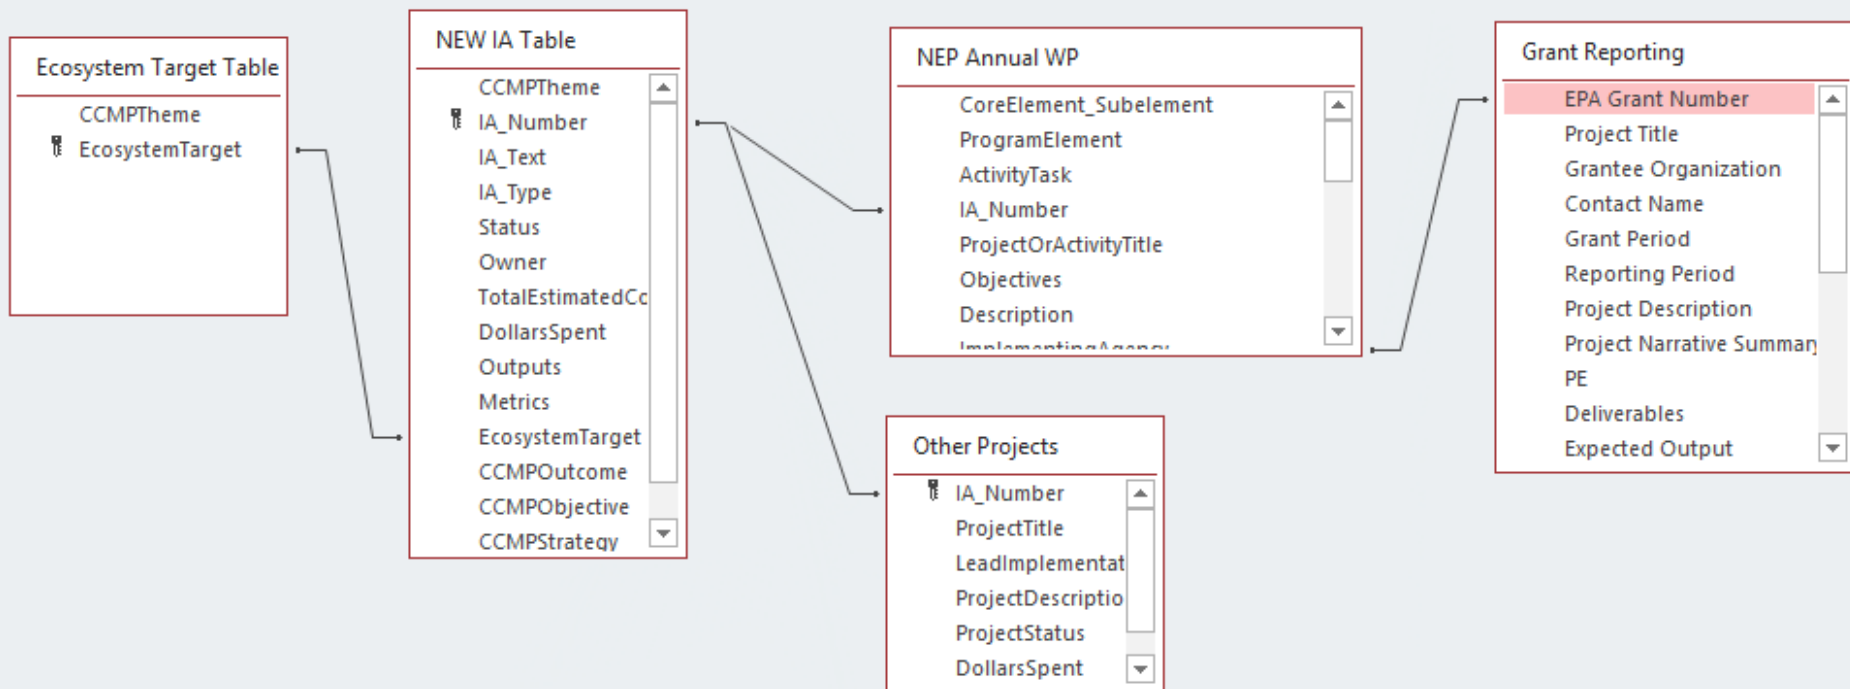 Ecosystem Target Table
CCMPTheme
EcosystemTarget
NEW IA Table
CCMPTheme
IA_Number
IA_Text
IA_Type
Status
Owner
TotalEstimatedCc
DollarsSpent
Outputs
Metrics
EcosystemTarget
CCMPOutcome
CCMPObjective
CCMPStrategy
NEP Annual WP
CoreElement_Subelement
ProgramElement
ActivityTask
IA_Number
ProjectOrActivityTitle
Objectives
Description
ImplementingAgency
Other Projects
IA_Number
ProjectTitle
LeadImplementat
ProjectDescriptio
ProjectStatus
DollarsSpent
Grant Reporting
EPA Grant Number
Project Title
Grantee Organization
Contact Name
Grant Period
Reporting Period
Project Description
Project Narrative Summary
PE
Deliverables
Expected Output